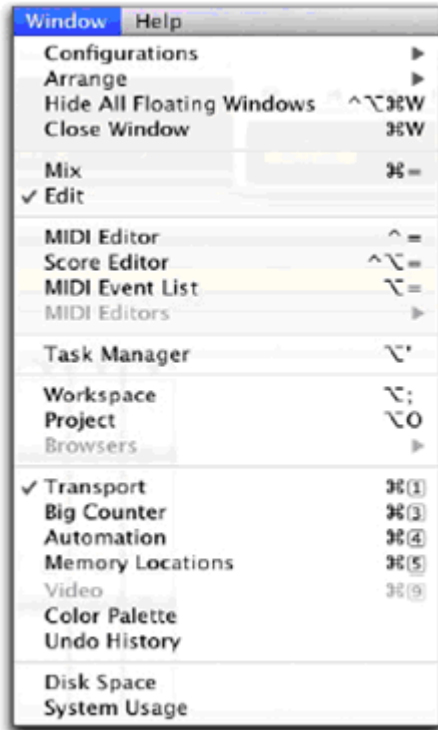 Window Help
Configurations ▶
Arrange ▶
Hide All Floating Windows ^⌥⌘W
Close Window ⌘W
Mix ⌘=
✓ Edit
MIDI Editor ^=
Score Editor ^⌥=
MIDI Event List ⌥=
MIDI Editors ▶
Task Manager ⌥'
Workspace ⌥;
Project ⌥O
Browsers ▶
✓ Transport ⌘1
Big Counter ⌘3
Automation ⌘4
Memory Locations ⌘5
Video ⌘9
Color Palette
Undo History
Disk Space
System Usage